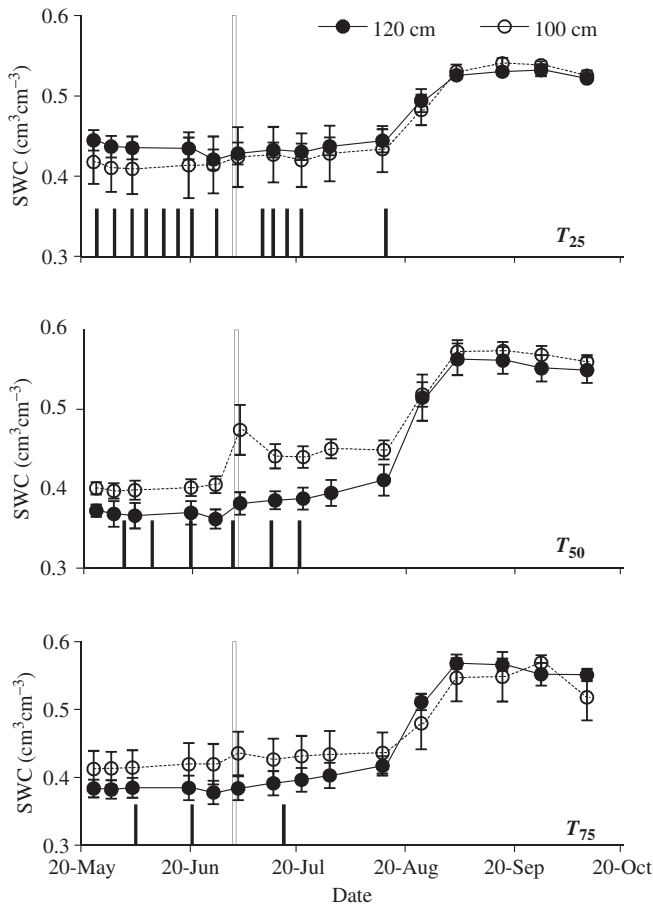 120 cm
100 cm
0.6
0.5
0.4
0.3
SWC (cm³cm⁻³)
T₂₅
0.6
0.5
0.4
0.3
SWC (cm³cm⁻³)
T₅₀
0.6
0.5
0.4
0.3
SWC (cm³cm⁻³)
T₇₅
20-May 20-Jun 20-Jul 20-Aug 20-Sep 20-Oct
Date